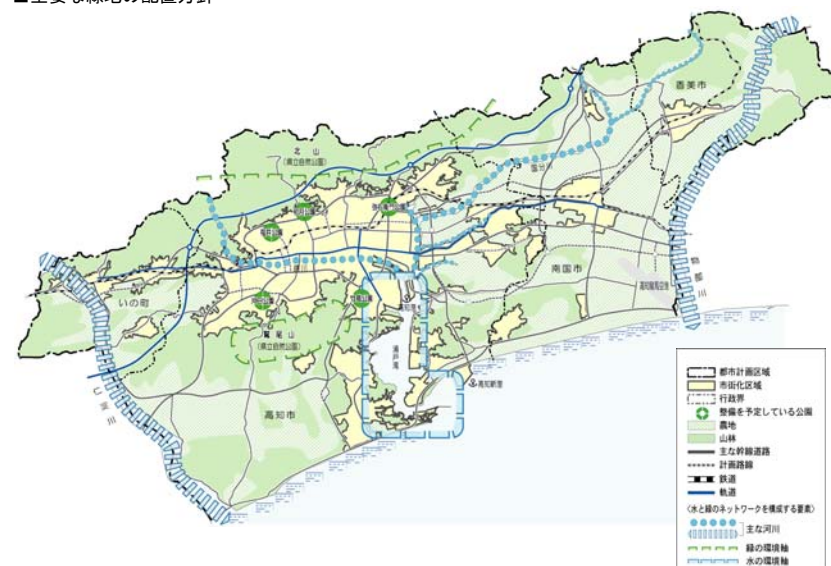 ■主要な緑地の配置方針
香美市
北山
(県立自然公園)
国分川
南国市
物部川
いの町
鷲尾山
(県立自然公園)
浦戸湾
高知港
高知新港
高知市
仁淀川
都市計画区域
市街化区域
行政界
整備を予定している公園
農地
山林
主な幹線道路
計画路線
鉄道
軌道
〈水と緑のネットワークを構成する要素〉
主な河川
緑の環境軸
水の環境軸